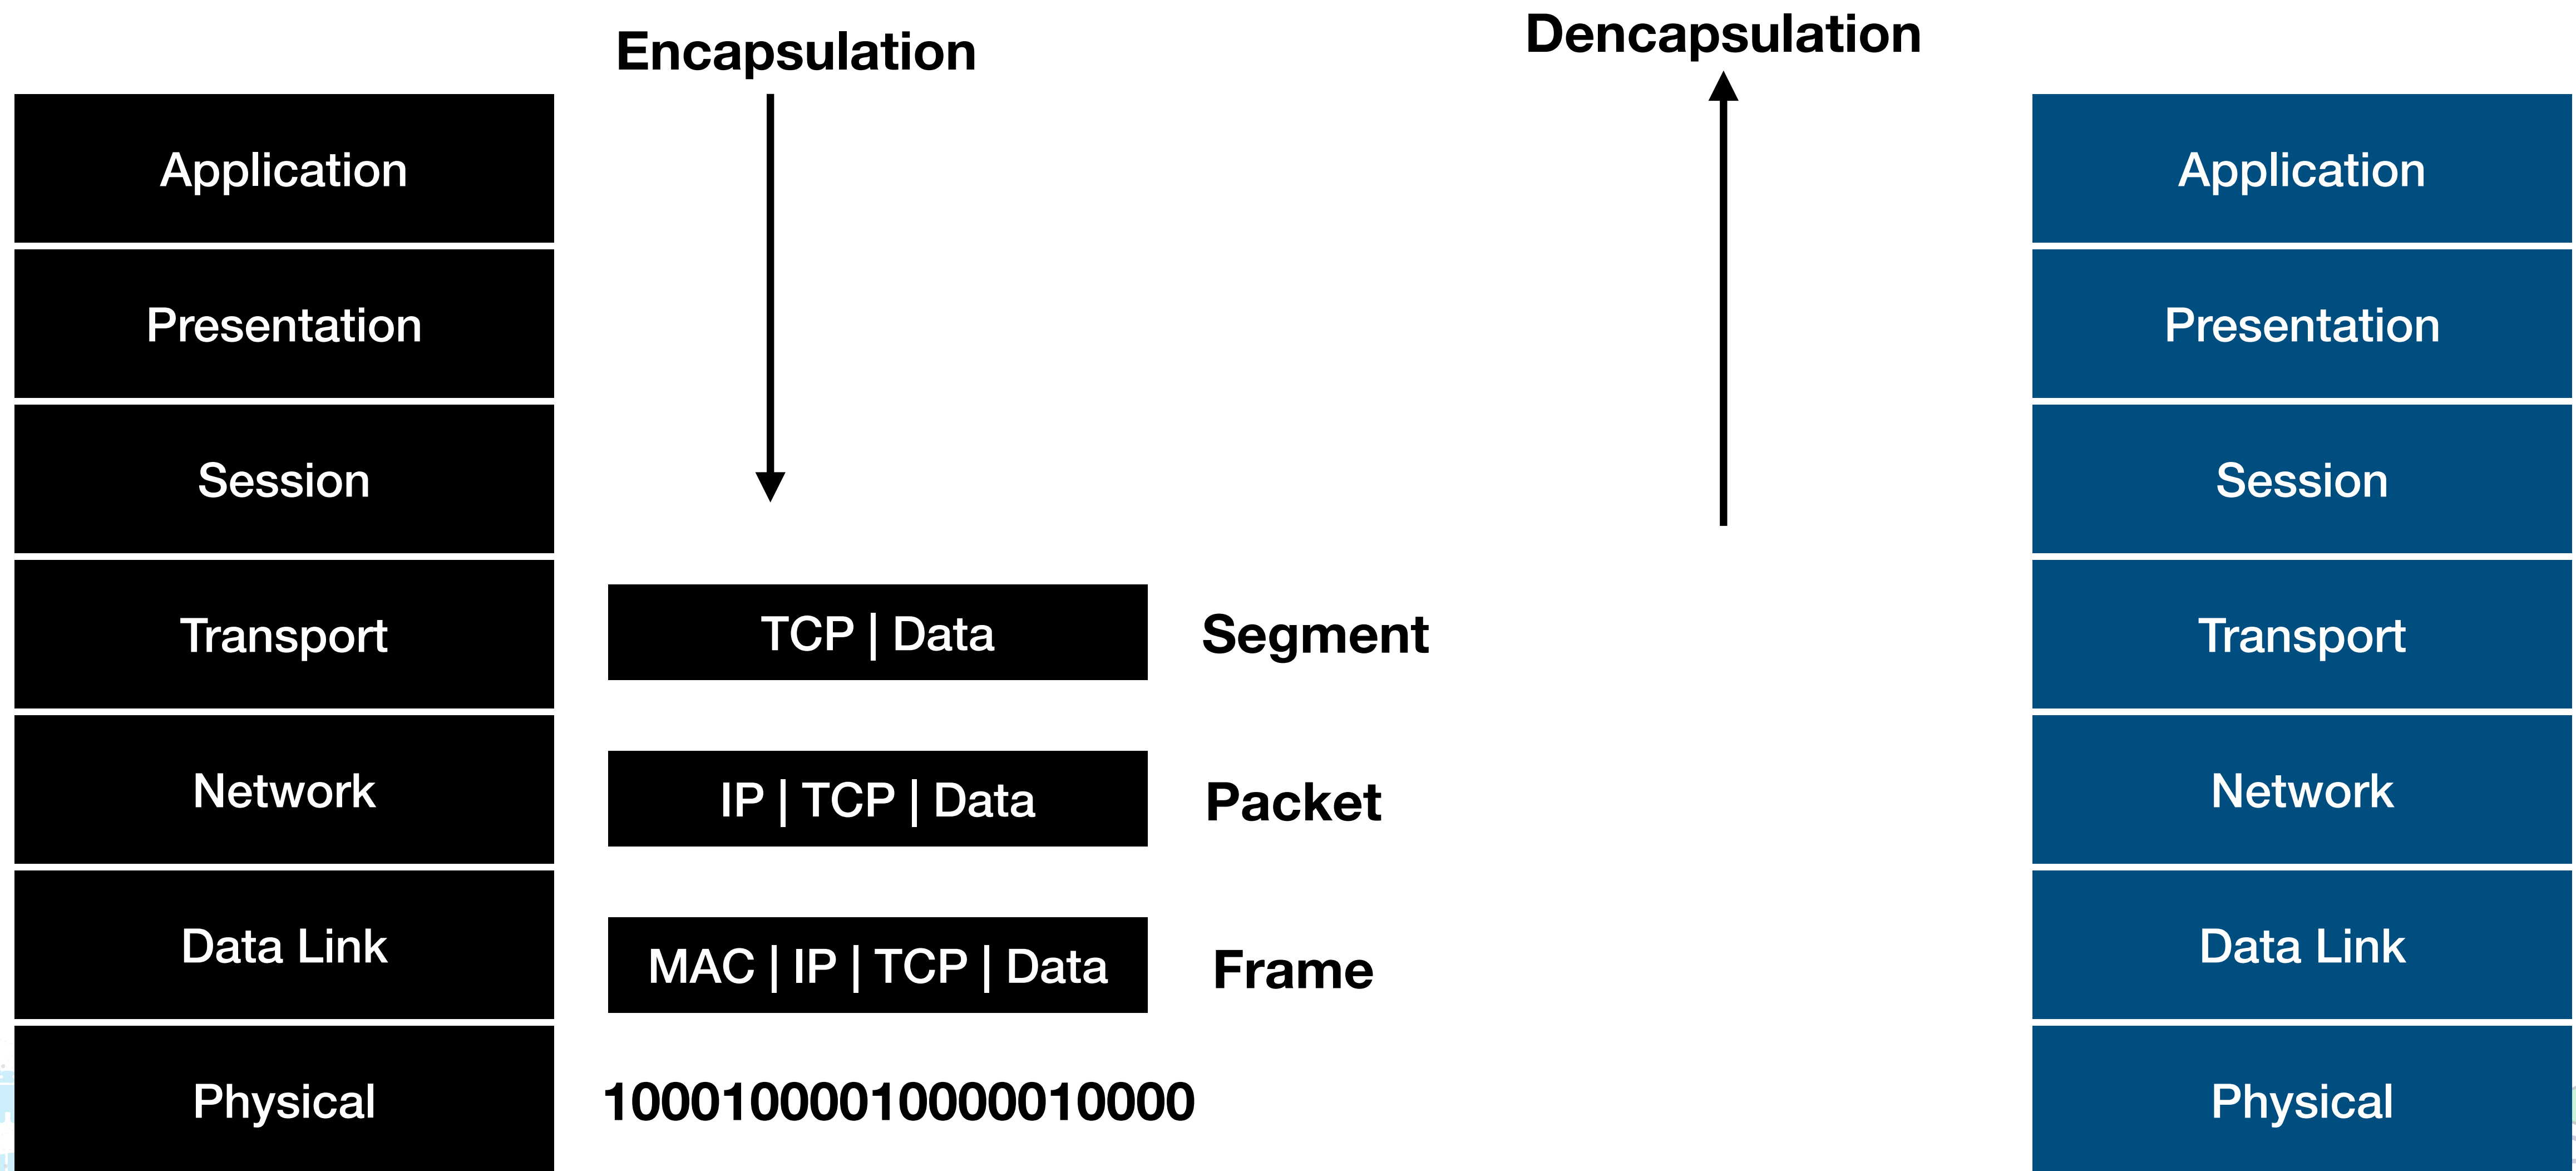 Encapsulation
Dencapsulation
Application
Application
Presentation
Presentation
Session
Session
Transport
TCP | Data
Segment
Transport
Network
IP | TCP | Data
Packet
Network
Data Link
MAC | IP | TCP | Data
Frame
Data Link
Physical
10001000010000010000
Physical